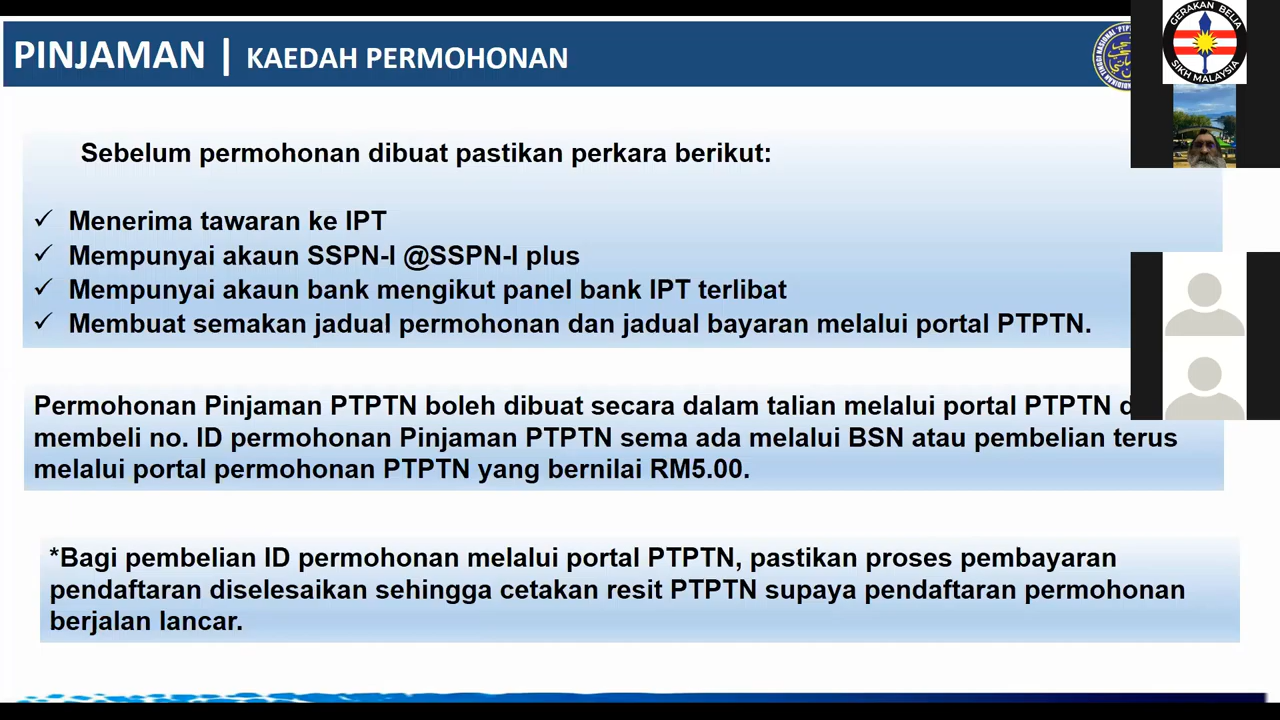 PINJAMAN | KAEDAH PERMOHONAN
GERAKAN BELIA
SIKH MALAYSIA
Sebelum permohonan dibuat pastikan perkara berikut:
✓ Menerima tawaran ke IPT
✓ Mempunyai akaun SSPN-I @SSPN-I plus
✓ Mempunyai akaun bank mengikut panel bank IPT terlibat
✓ Membuat semakan jadual permohonan dan jadual bayaran melalui portal PTPTN.
Permohonan Pinjaman PTPTN boleh dibuat secara dalam talian melalui portal PTPTN
membeli no. ID permohonan Pinjaman PTPTN sema ada melalui BSN atau pembelian terus
melalui portal permohonan PTPTN yang bernilai RM5.00.
*Bagi pembelian ID permohonan melalui portal PTPTN, pastikan proses pembayaran
pendaftaran diselesaikan sehingga cetakan resit PTPTN supaya pendaftaran permohonan
berjalan lancar.